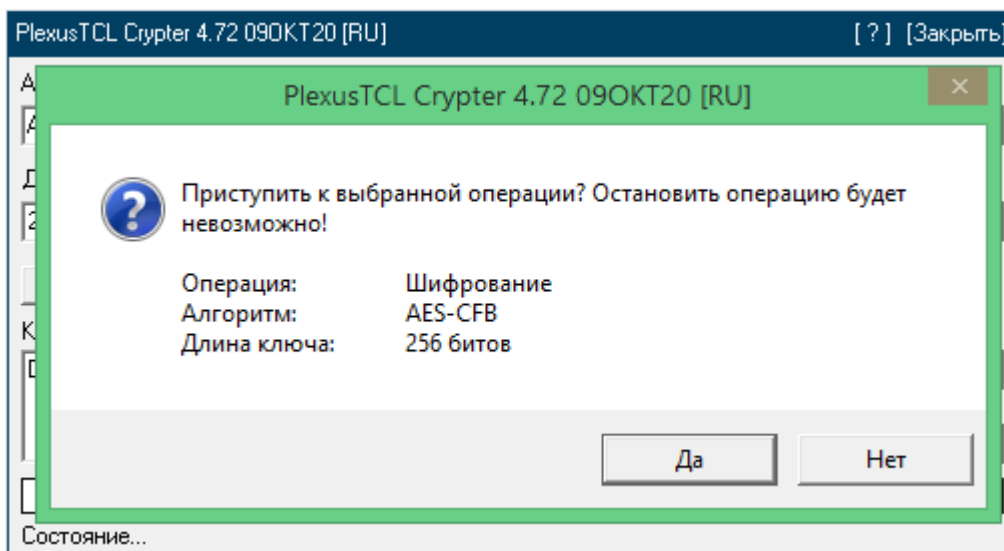 PlexusTCL Crypter 4.72 09OKT20 [RU] [ ? ] [Закрыть]
PlexusTCL Crypter 4.72 09OKT20 [RU]
Приступить к выбранной операции? Остановить операцию будет
невозможно!
Операция: Шифрование
Алгоритм: AES-CFB
Длина ключа: 256 битов
Да Нет
Состояние...